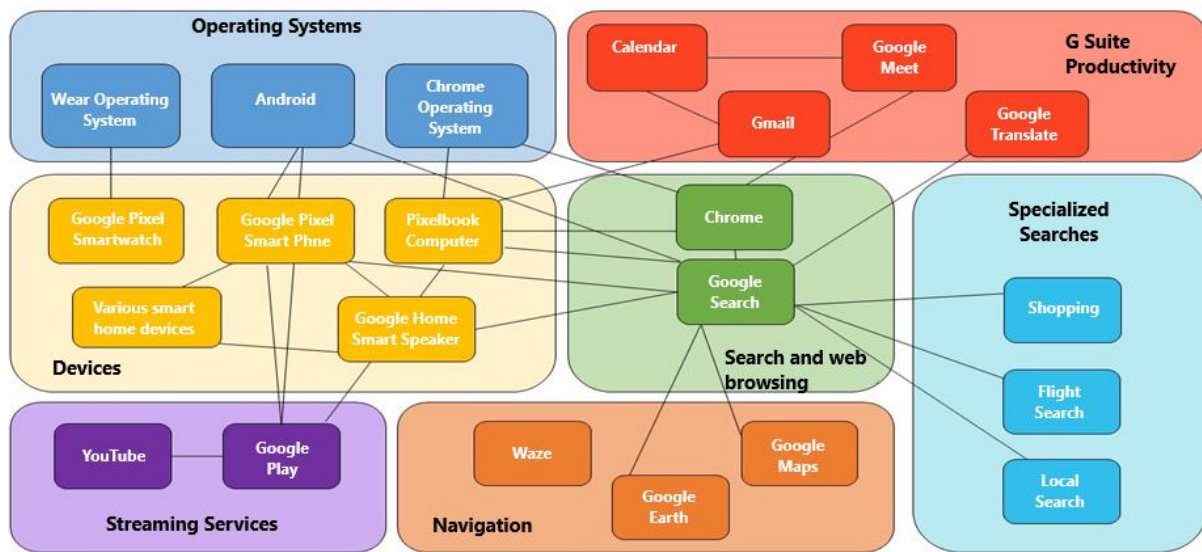 Operating Systems
Wear Operating
System
Android
Chrome
Operating
System
G Suite
Productivity
Calendar
Google
Meet
Gmail
Google
Translate
Google Pixel
Smartwatch
Google Pixel
Smart Phne
Pixelbook
Computer
Various smart
home devices
Google Home
Smart Speaker
Devices
Chrome
Google
Search
Search and web
browsing
Specialized
Searches
Shopping
Flight
Search
Local
Search
YouTube
Google
Play
Streaming Services
Waze
Google
Maps
Google
Earth
Navigation